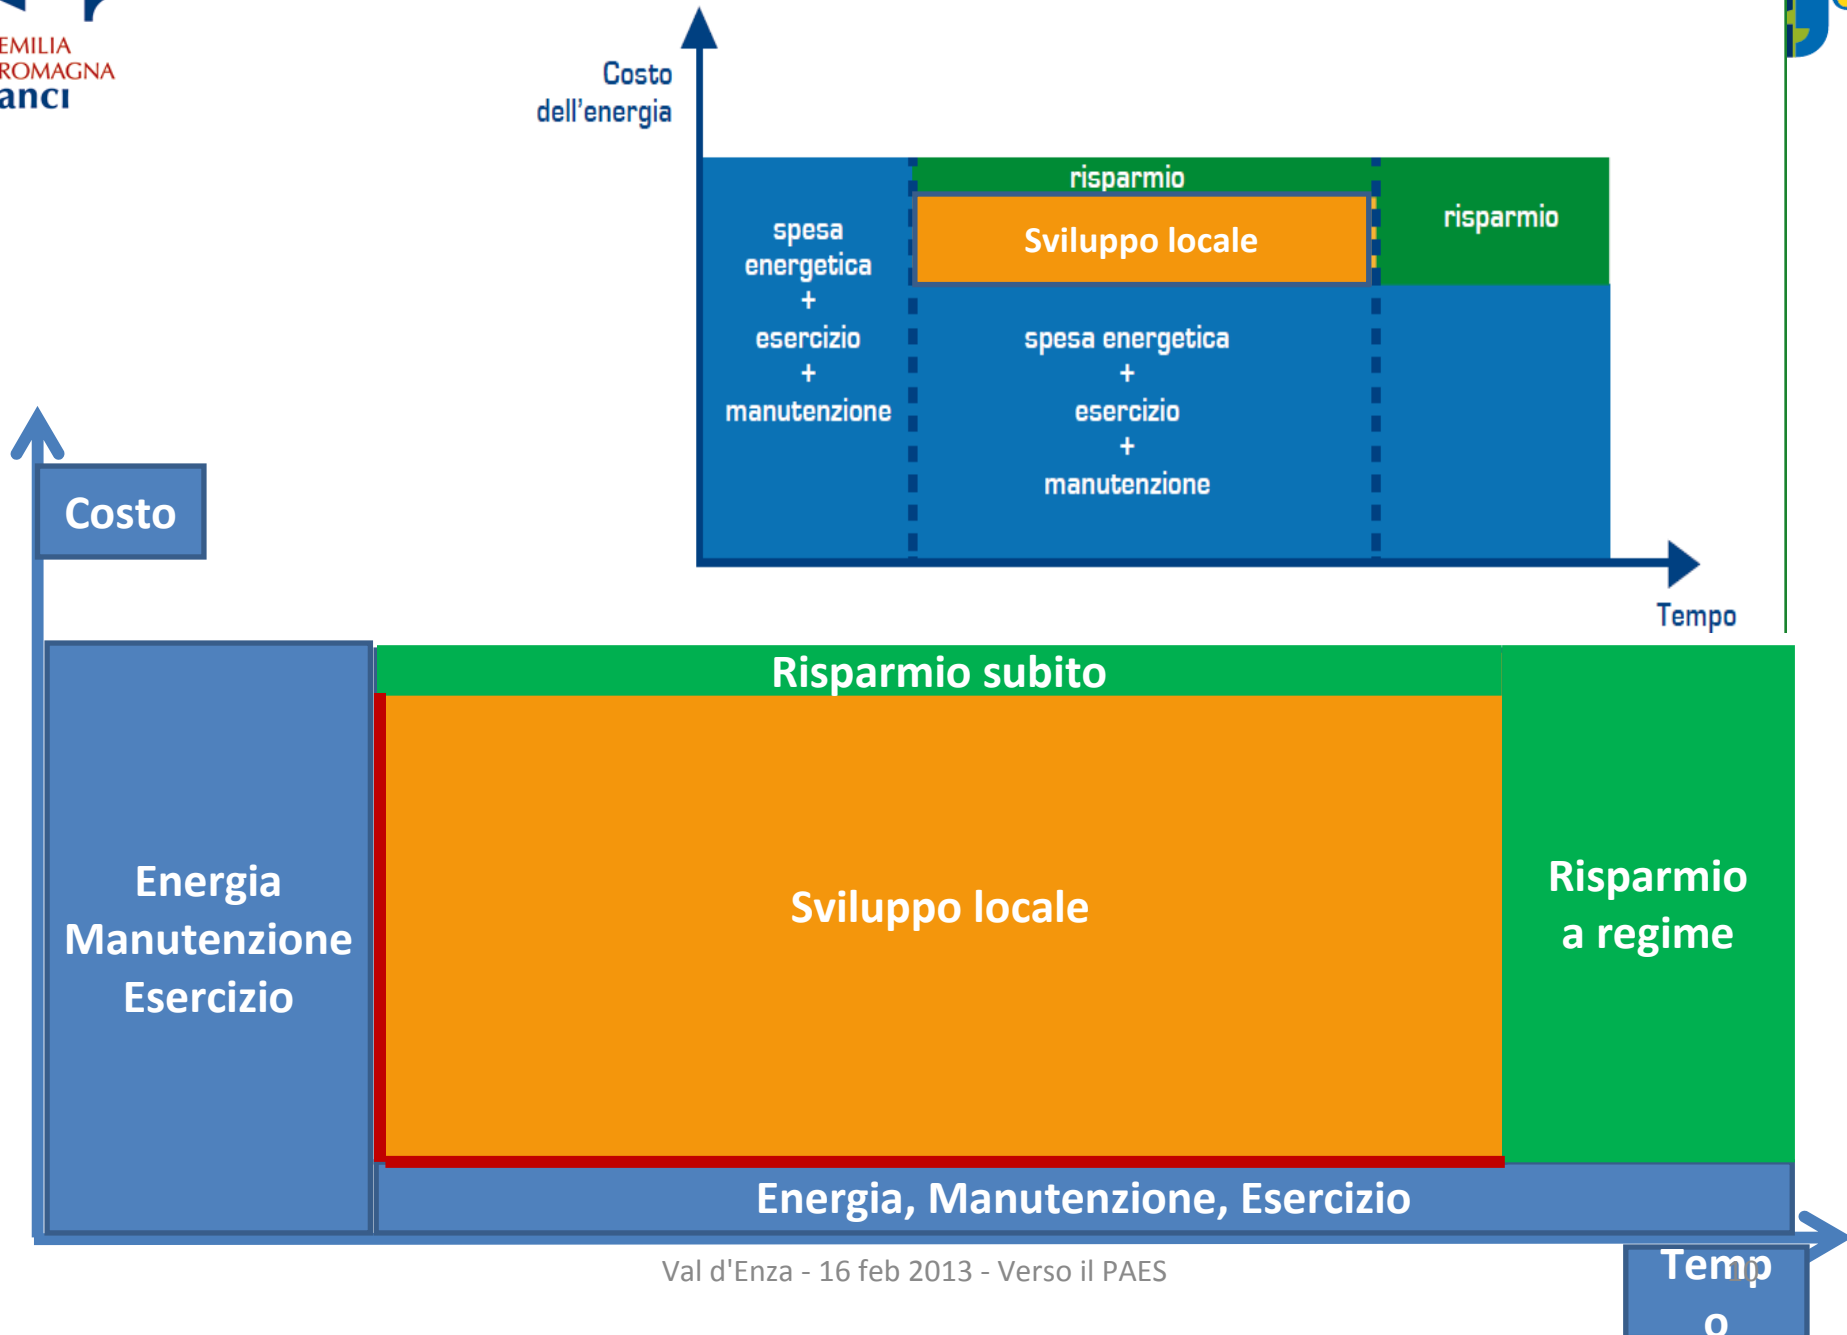 EMILIA
ROMAGNA
anci
Costo
dell'energia
risparmio
Sviluppo locale
risparmio
spesa
energetica
+
esercizio
+
manutenzione
spesa energetica
+
esercizio
+
manutenzione
Tempo
Costo
Risparmio subito
Energia
Manutenzione
Esercizio
Sviluppo locale
Risparmio
a regime
Energia, Manutenzione, Esercizio
Val d'Enza - 16 feb 2013 - Verso il PAES
10
Temp
o